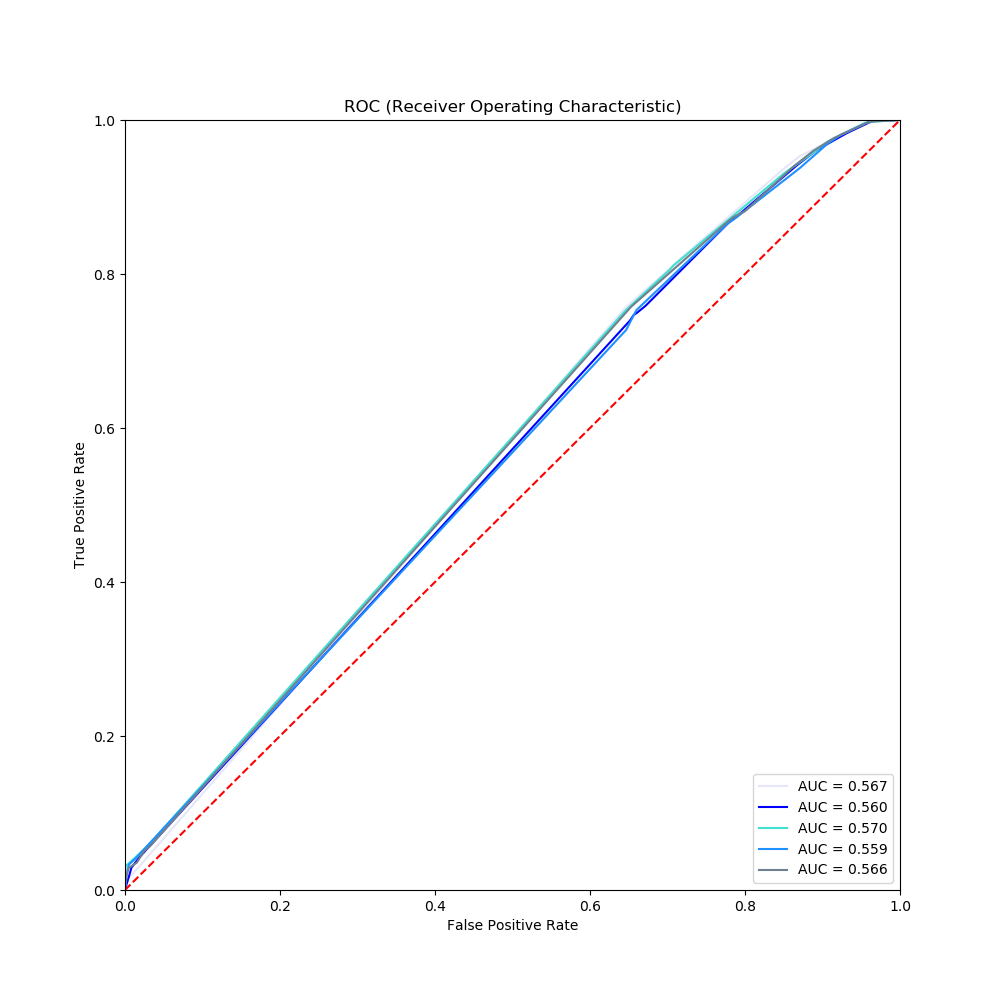 ROC (Receiver Operating Characteristic)
1.0
0.8
0.6
0.4
0.2
0.0
True Positive Rate
AUC = 0.567
AUC = 0.560
AUC = 0.570
AUC = 0.559
AUC = 0.566
0.0 0.2 0.4 0.6 0.8 1.0
False Positive Rate